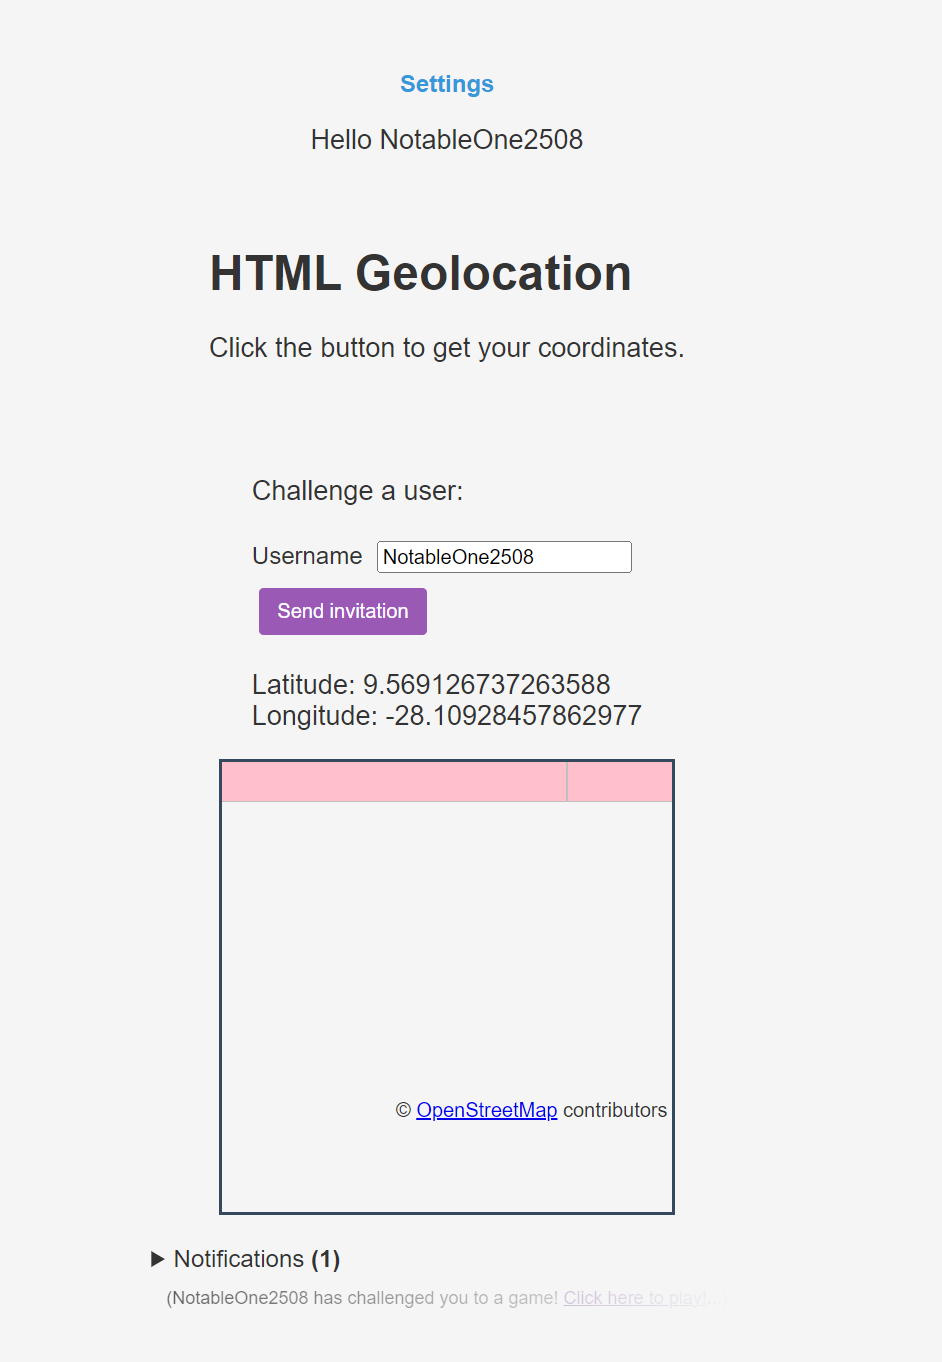 Settings
Hello NotableOne2508
HTML Geolocation
Click the button to get your coordinates.
Challenge a user:
Username NotableOne2508
Send invitation
Latitude: 9.569126737263588
Longitude: -28.10928457862977
© OpenStreetMap contributors
▶ Notifications (1)
(NotableOne2508 has challenged you to a game! Click here to play!...)